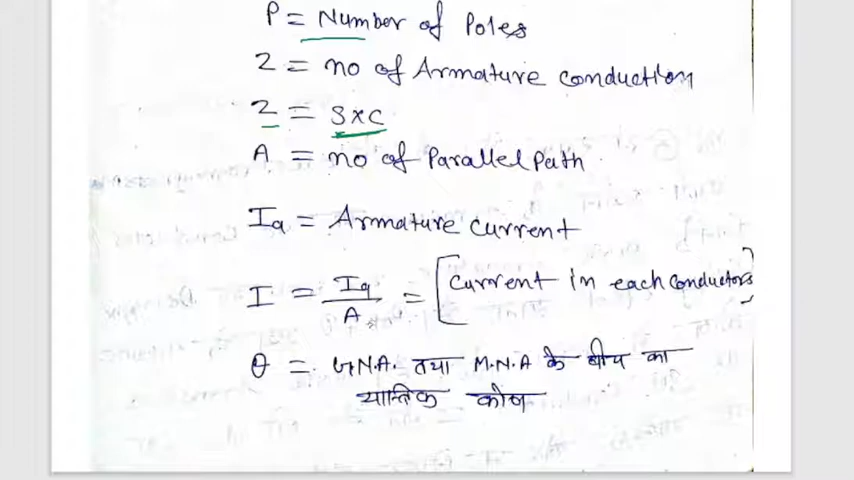 P = Number of Poles
Z = no of Armature conduction
Z = S×C
A = no of Parallel Path
Ia = Armature current
I = Ia/A = [current in each conductors]
θ = G.N.A. तथा M.N.A के बीच का
यान्त्रिक कोण